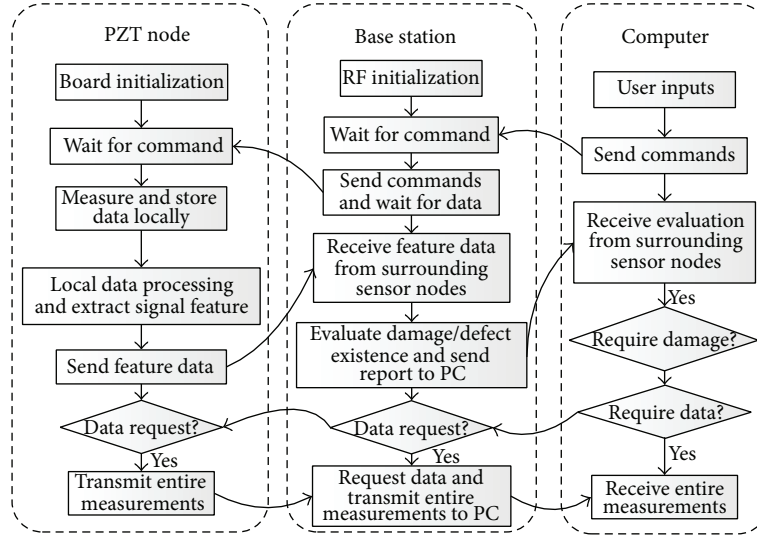 PZT node
Board initialization
Wait for command
Measure and store
data locally
Local data processing
and extract signal feature
Send feature data
Data request?
Yes
Transmit entire
measurements
Base station
RF initialization
Wait for command
Send commands
and wait for data
Receive feature data
from surrounding
sensor nodes
Evaluate damage/defect
existence and send
report to PC
Data request?
Yes
Request data and
transmit entire
measurements to PC
Computer
User inputs
Send commands
Receive evaluation
from surrounding
sensor nodes
Yes
Require damage?
Require data?
Yes
Receive entire
measurements